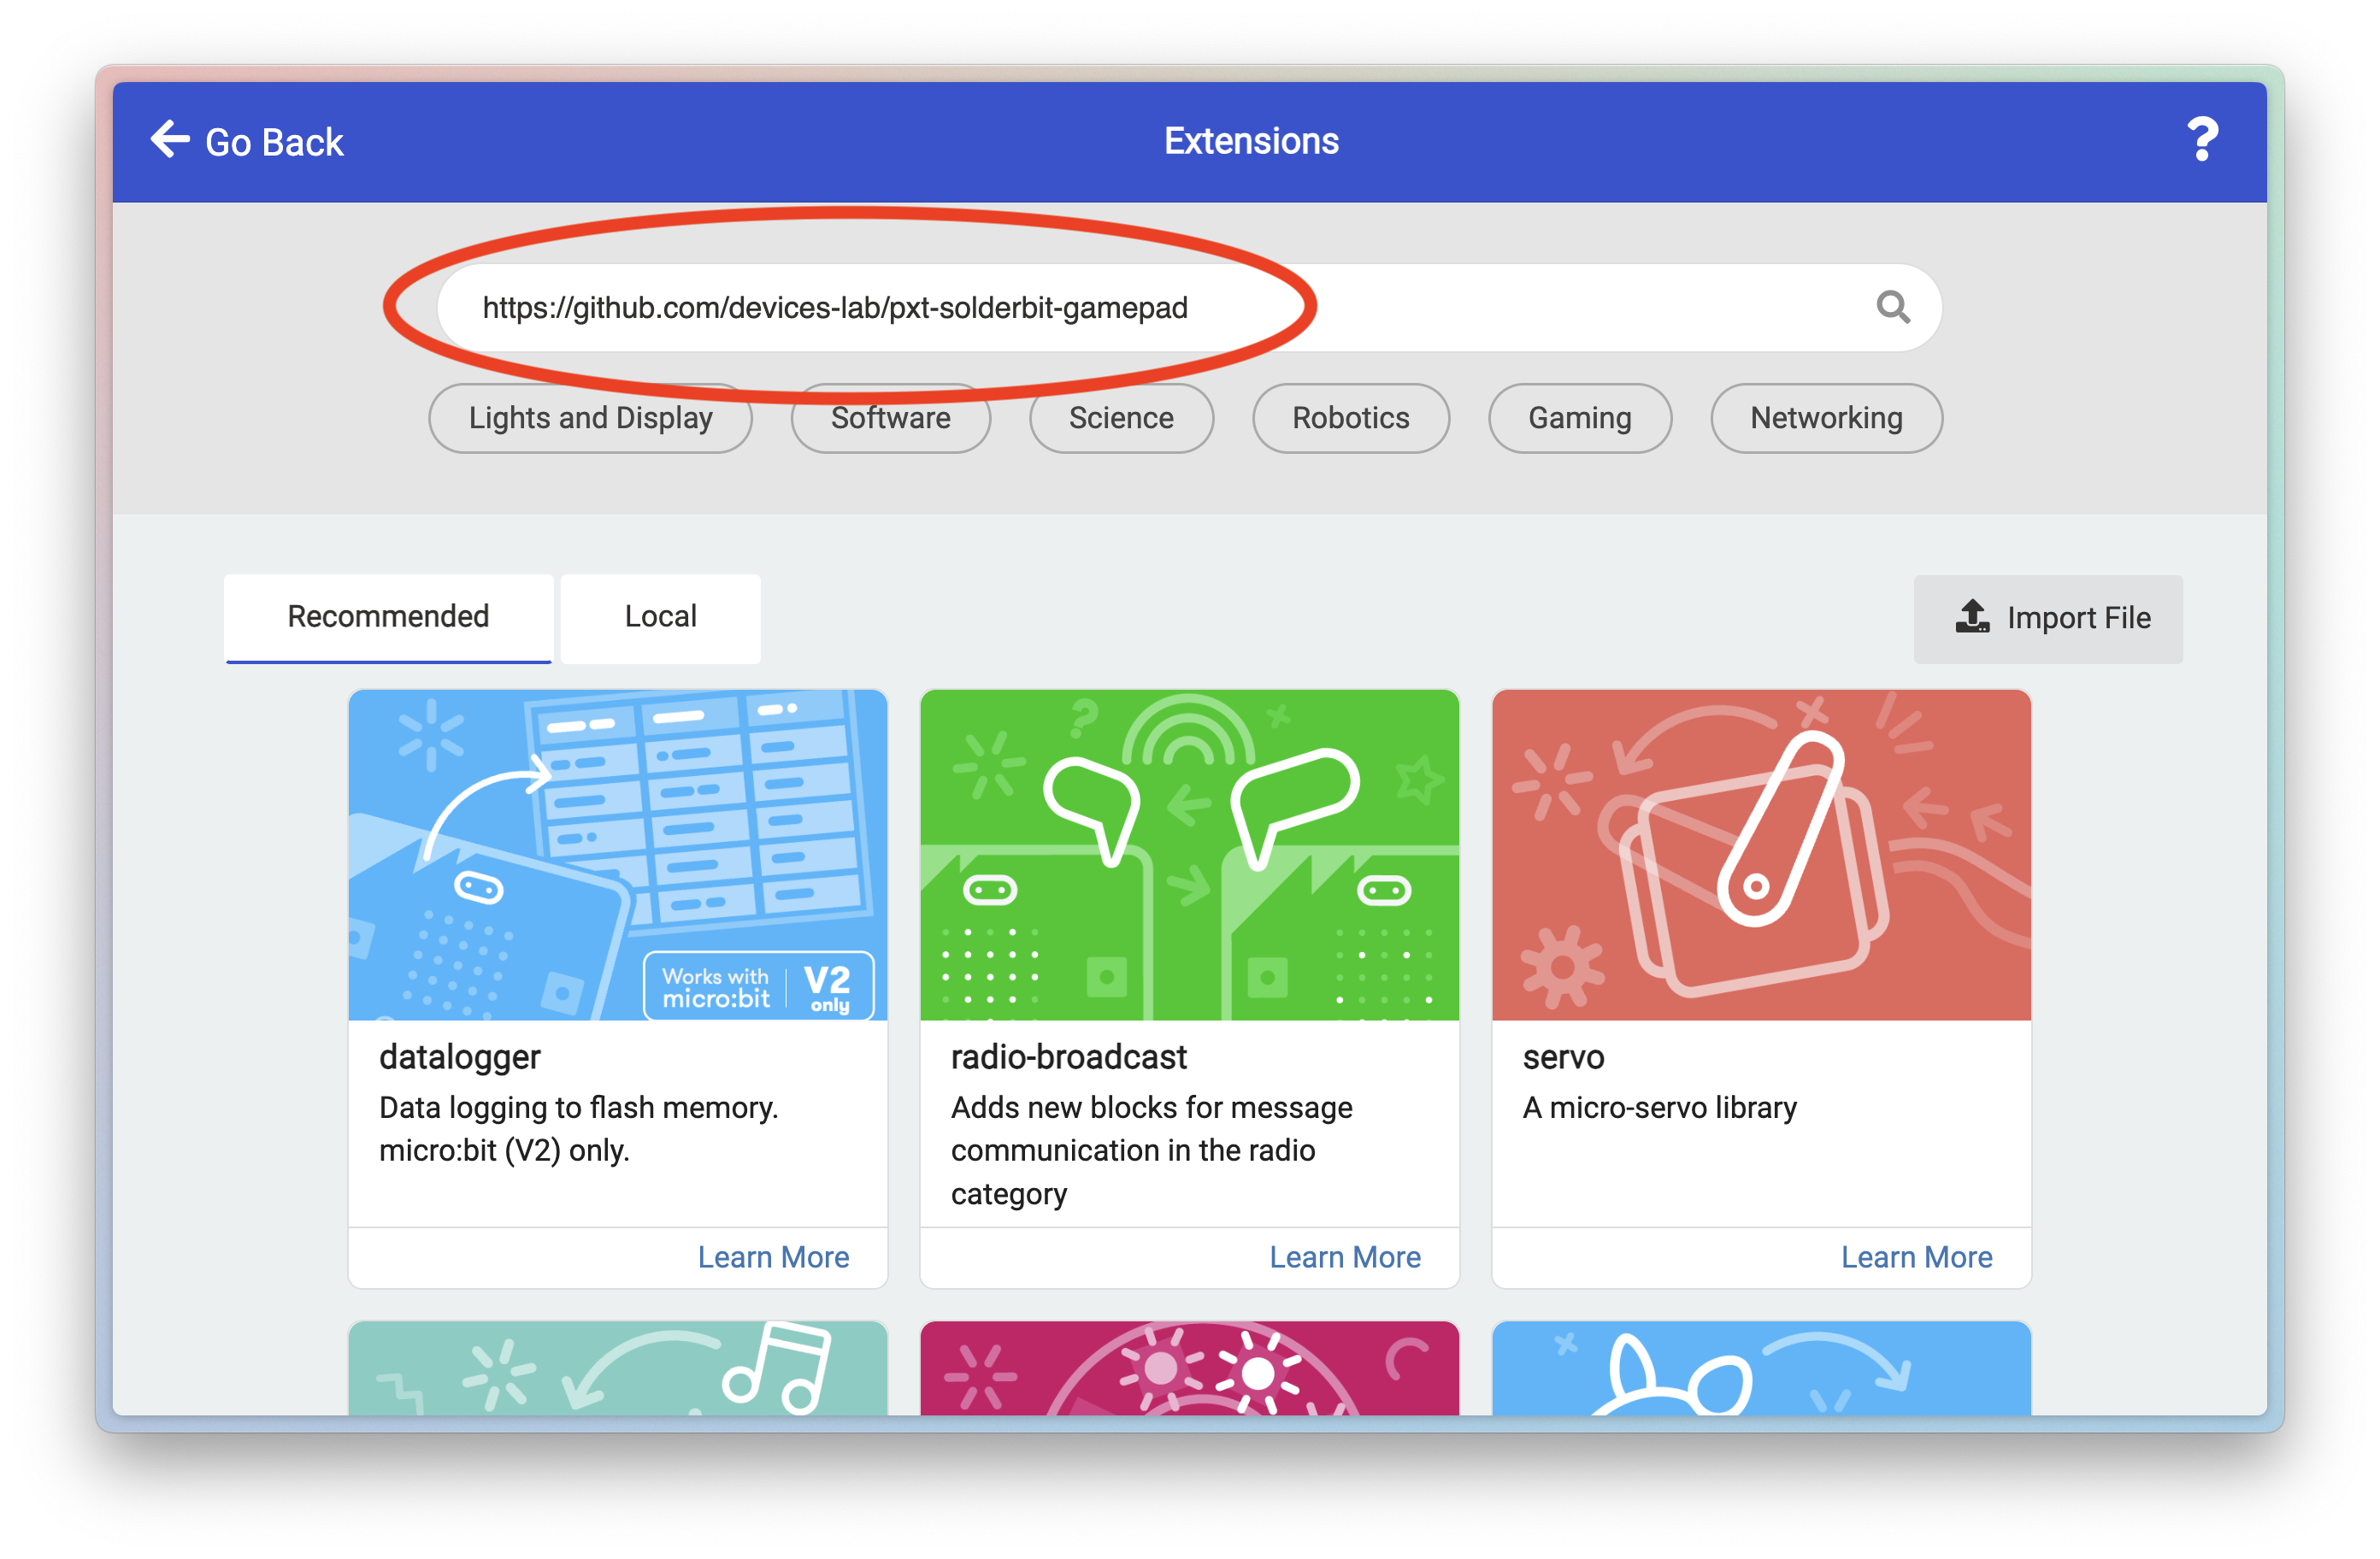 Go Back
Extensions
?
https://github.com/devices-lab/pxt-solderbit-gamepad
Lights and Display
Software
Science
Robotics
Gaming
Networking
Recommended
Local
Import File
Works with
micro:bit
V2
only
datalogger
Data logging to flash memory.
micro:bit (V2) only.
Learn More
radio-broadcast
Adds new blocks for message
communication in the radio
category
Learn More
servo
A micro-servo library
Learn More